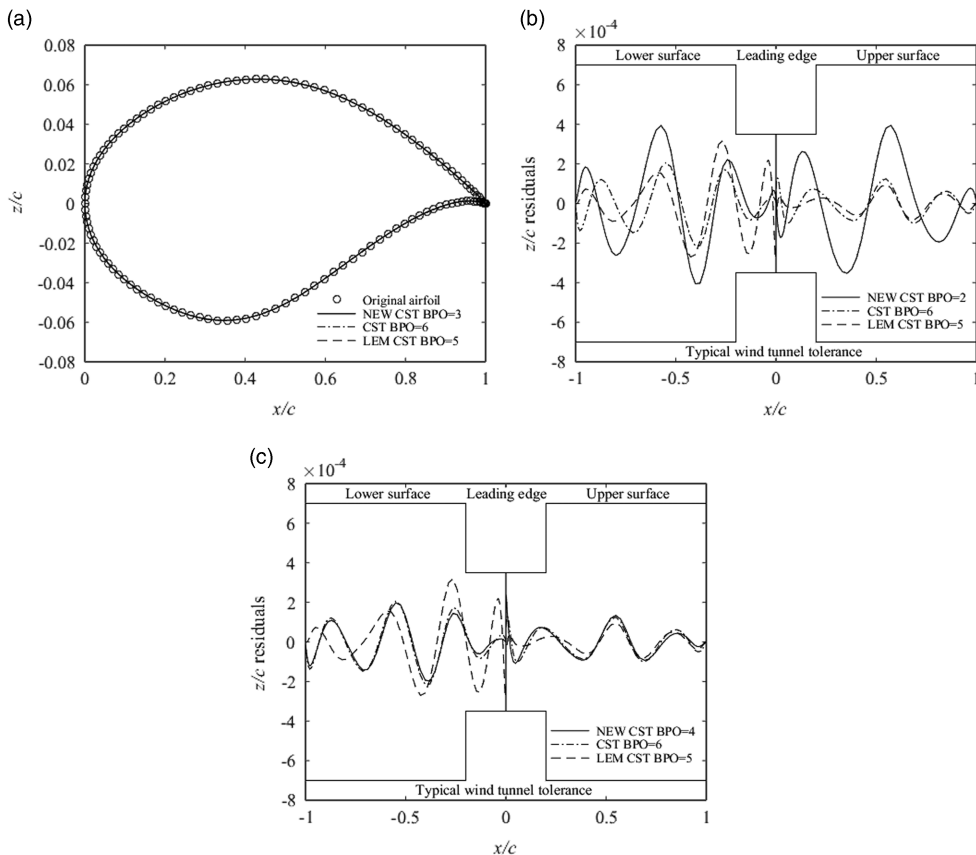 (a)
0.08
0.06
0.04
0.02
0
-0.02
-0.04
-0.06
-0.08
z/c
Original airfoil
NEW CST BPO=3
CST BPO=6
LEM CST BPO=5
0 0.2 0.4 0.6 0.8 1
x/c
(b)
×10-4
8
6
4
2
0
-2
-4
-6
-8
z/c residuals
Lower surface Leading edge Upper surface
NEW CST BPO=2
CST BPO=6
LEM CST BPO=5
Typical wind tunnel tolerance
-1 -0.5 0 0.5 1
x/c
(c)
×10-4
8
6
4
2
0
-2
-4
-6
-8
z/c residuals
Lower surface Leading edge Upper surface
NEW CST BPO=4
CST BPO=6
LEM CST BPO=5
Typical wind tunnel tolerance
-1 -0.5 0 0.5 1
x/c